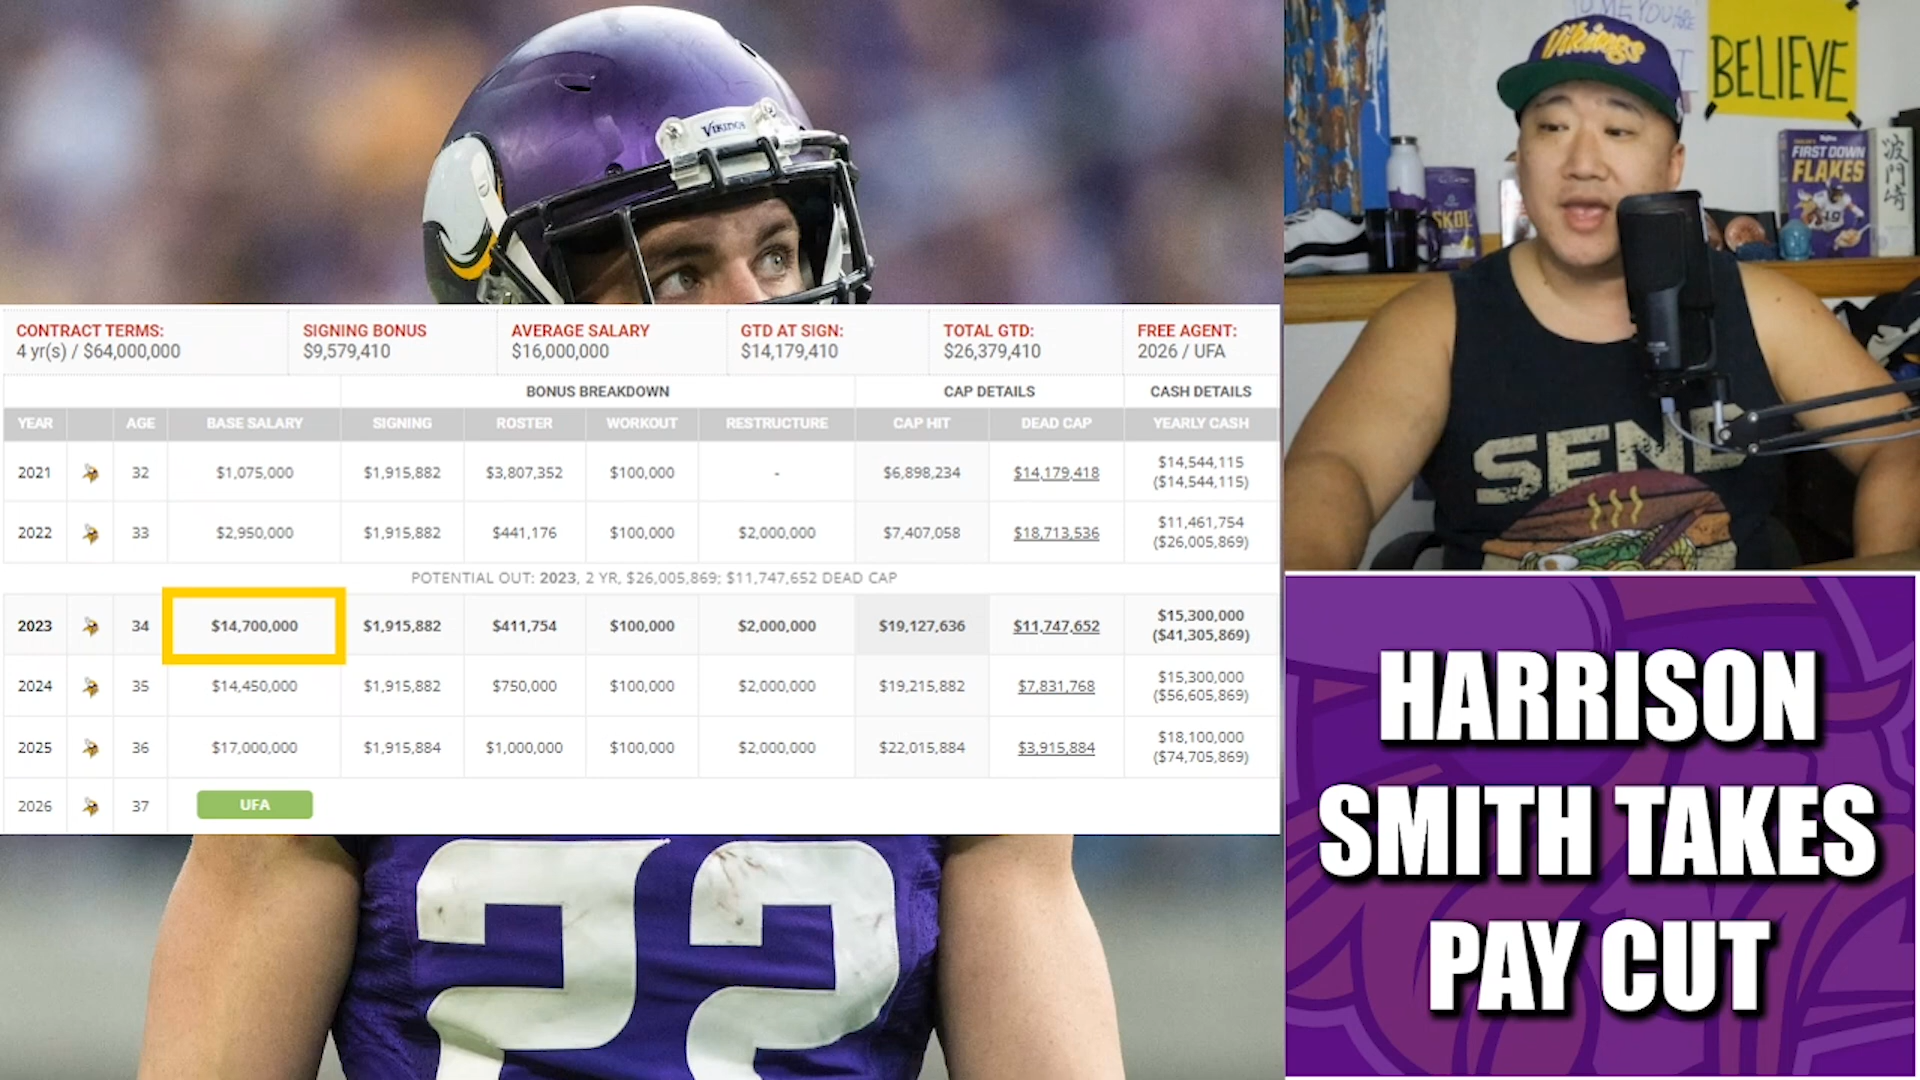 VIKINGS
CONTRACT TERMS: SIGNING BONUS AVERAGE SALARY GTD AT SIGN: TOTAL GTD: FREE AGENT:
4 yr(s) / $64,000,000 $9,579,410 $16,000,000 $14,179,410 $26,379,410 2026 / UFA
BONUS BREAKDOWN CAP DETAILS CASH DETAILS
YEAR AGE BASE SALARY SIGNING ROSTER WORKOUT RESTRUCTURE CAP HIT DEAD CAP YEARLY CASH
2021 32 $1,075,000 $1,915,882 $3,807,352 $100,000 - $6,898,234 $14,179,418 $14,544,115
($14,544,115)
2022 33 $2,950,000 $1,915,882 $441,176 $100,000 $2,000,000 $7,407,058 $18,713,536 $11,461,754
($26,005,869)
POTENTIAL OUT: 2023, 2 YR, $26,005,869; $11,747,652 DEAD CAP
2023 34 $14,700,000 $1,915,882 $411,754 $100,000 $2,000,000 $19,127,636 $11,747,652 $15,300,000
($41,305,869)
2024 35 $14,450,000 $1,915,882 $750,000 $100,000 $2,000,000 $19,215,882 $7,831,768 $15,300,000
($56,605,869)
2025 36 $17,000,000 $1,915,884 $1,000,000 $100,000 $2,000,000 $22,015,884 $3,915,884 $18,100,000
($74,705,869)
2026 37 UFA
22
TO ME YOU ARE
BELIEVE
Vikings
SKOL
FIRST DOWN
FLAKES
19
SEND
HARRISON
SMITH TAKES
PAY CUT